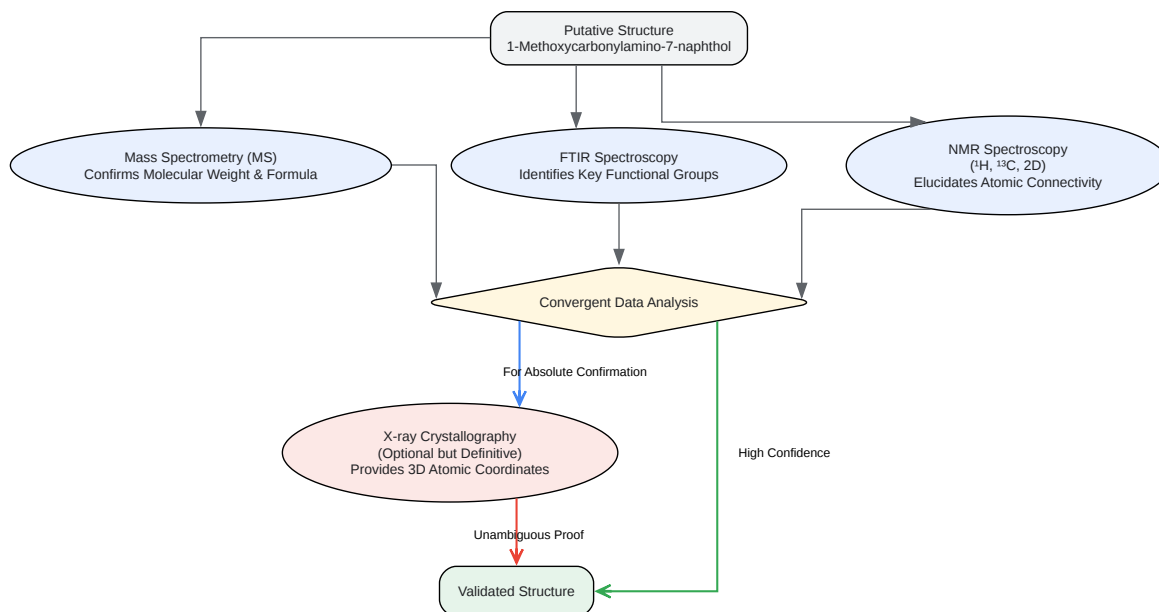 Putative Structure
1-Methoxycarbonylamino-7-naphthol
Mass Spectrometry (MS)
Confirms Molecular Weight & Formula
FTIR Spectroscopy
Identifies Key Functional Groups
NMR Spectroscopy
(¹H, ¹³C, 2D)
Elucidates Atomic Connectivity
Convergent Data Analysis
For Absolute Confirmation
X-ray Crystallography
(Optional but Definitive)
Provides 3D Atomic Coordinates
High Confidence
Unambiguous Proof
Validated Structure